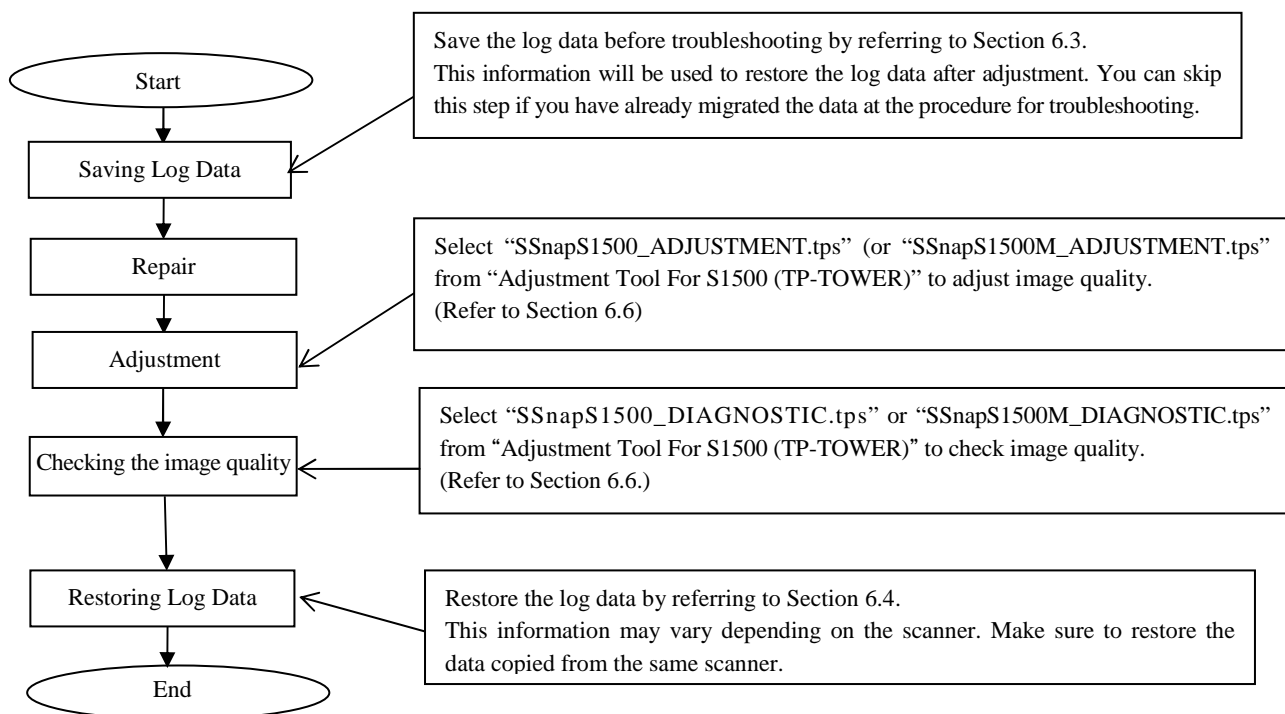 Start
Save the log data before troubleshooting by referring to Section 6.3.
This information will be used to restore the log data after adjustment. You can skip
this step if you have already migrated the data at the procedure for troubleshooting.
Saving Log Data
Repair
Select “SSnapS1500_ADJUSTMENT.tps” (or “SSnapS1500M_ADJUSTMENT.tps”
from “Adjustment Tool For S1500 (TP-TOWER)” to adjust image quality.
(Refer to Section 6.6)
Adjustment
Checking the image quality
Select “SSnapS1500_DIAGNOSTIC.tps” or “SSnapS1500M_DIAGNOSTIC.tps”
from “Adjustment Tool For S1500 (TP-TOWER)” to check image quality.
(Refer to Section 6.6.)
Restoring Log Data
Restore the log data by referring to Section 6.4.
This information may vary depending on the scanner. Make sure to restore the
data copied from the same scanner.
End